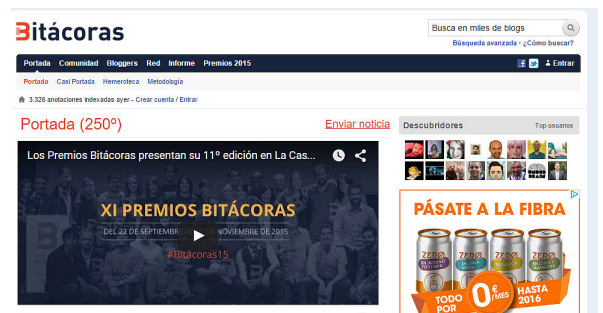 Bitácoras
Busca en miles de blogs
Búsqueda avanzada - ¿Cómo buscar?
Portada Comunidad Bloggers Red Informe Premios 2015
Entrar
Portada Casi Portada Hemeroteca Metodología
3.326 anotaciones indexadas ayer - Crear cuenta / Entrar
Portada (250º)
Enviar noticia
Descubridores
Top usuarios
Los Premios Bitácoras presentan su 11º edición en La Cas...
XI PREMIOS BITÁCORAS
DEL 22 DE SEPTIEMBRE AL DE NOVIEMBRE DE 2015
#Bitácoras15
PÁSATE A LA FIBRA
ZERO ZERO ZERO ZERO
TODO
POR
0€
/MES
HASTA
2016